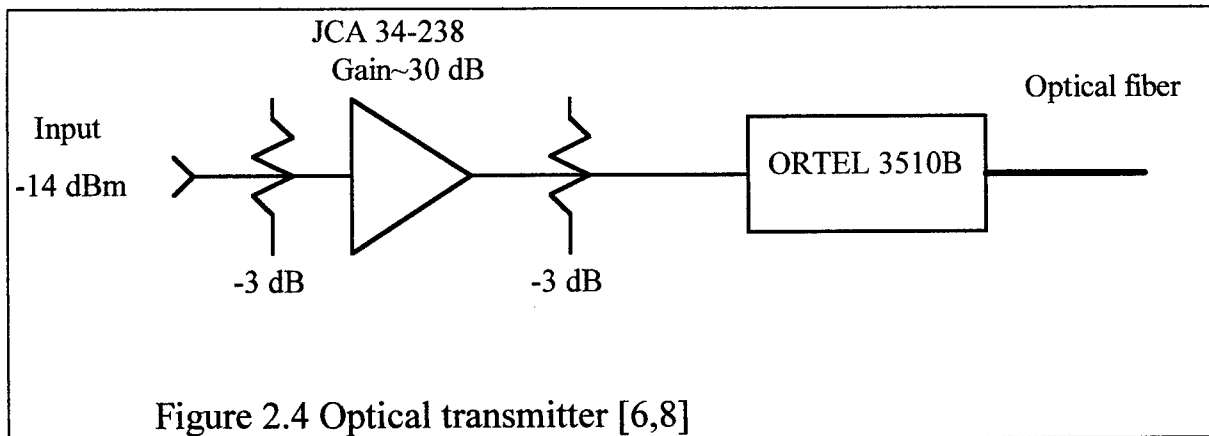 JCA 34-238
Gain~30 dB
Optical fiber
Input
-14 dBm
ORTEL 3510B
-3 dB
-3 dB
Figure 2.4 Optical transmitter [6,8]